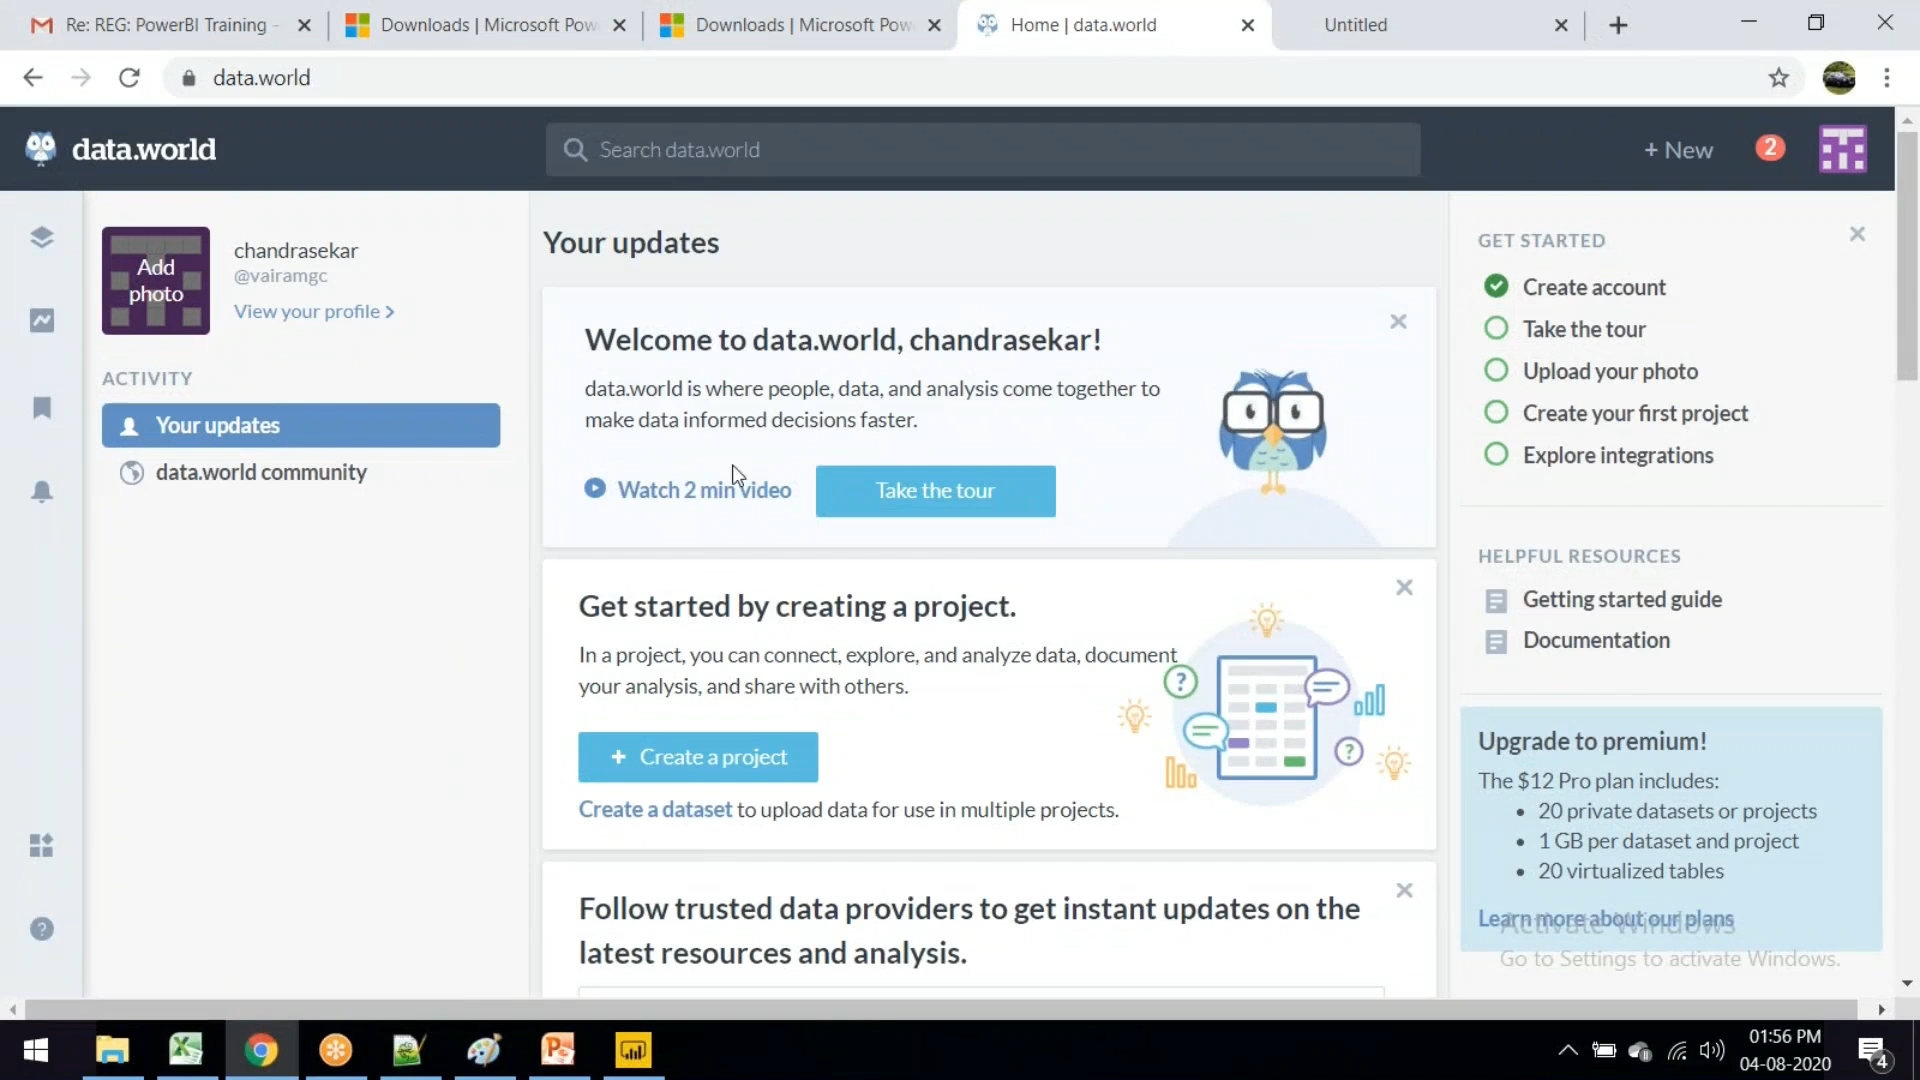 Re: REG: PowerBI Training -
Downloads | Microsoft Pow
Downloads | Microsoft Pow
Home | data.world
Untitled
data.world
data.world
Search data.world
+ New
2
Add
photo
chandrasekar
@vairamgc
View your profile >
ACTIVITY
Your updates
data.world community
Your updates
Welcome to data.world, chandrasekar!
data.world is where people, data, and analysis come together to
make data informed decisions faster.
Watch 2 min video
Take the tour
Get started by creating a project.
In a project, you can connect, explore, and analyze data, document
your analysis, and share with others.
+ Create a project
Create a dataset to upload data for use in multiple projects.
Follow trusted data providers to get instant updates on the
latest resources and analysis.
GET STARTED
Create account
Take the tour
Upload your photo
Create your first project
Explore integrations
HELPFUL RESOURCES
Getting started guide
Documentation
Upgrade to premium!
The $12 Pro plan includes:
• 20 private datasets or projects
• 1 GB per dataset and project
• 20 virtualized tables
Learn more about our plans
Activate Windows
Go to Settings to activate Windows.
01:56 PM
04-08-2020
4